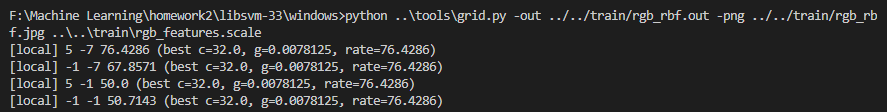 F:\Machine Learning\homework2\libsvm-33\windows>python ..\tools\grid.py -out ../../train/rgb_rbf.out -png ../../train/rgb_rb
f.jpg ..\..\train\rgb_features.scale
[local] 5 -7 76.4286 (best c=32.0, g=0.0078125, rate=76.4286)
[local] -1 -7 67.8571 (best c=32.0, g=0.0078125, rate=76.4286)
[local] 5 -1 50.0 (best c=32.0, g=0.0078125, rate=76.4286)
[local] -1 -1 50.7143 (best c=32.0, g=0.0078125, rate=76.4286)